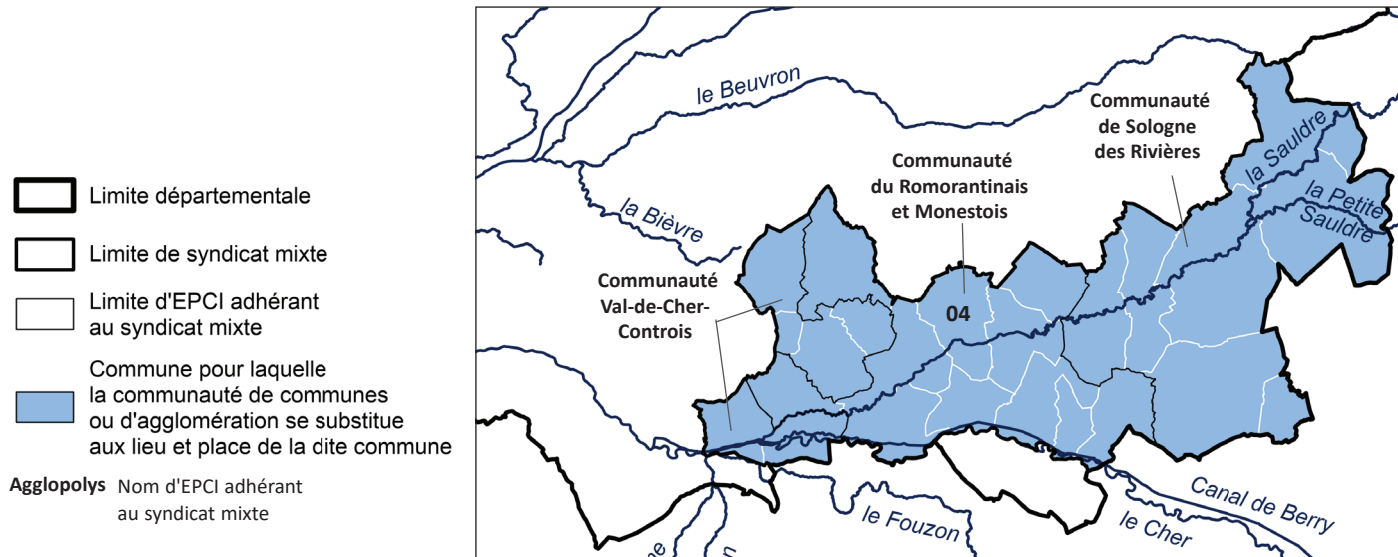 Limite départementale
Limite de syndicat mixte
Limite d'EPCI adhérant
au syndicat mixte
Commune pour laquelle
la communauté de communes
ou d'agglomération se substitue
aux lieu et place de la dite commune
Agglopolys Nom d'EPCI adhérant
au syndicat mixte
le Beuvron
la Bièvre
Communauté
Val-de-Cher-
Controis
Communauté
du Romorantinais
et Monestois
04
Communauté
de Sologne
des Rivières
la Sauldre
la Petite
Sauldre
le Fouzon
Canal de Berry
le Cher